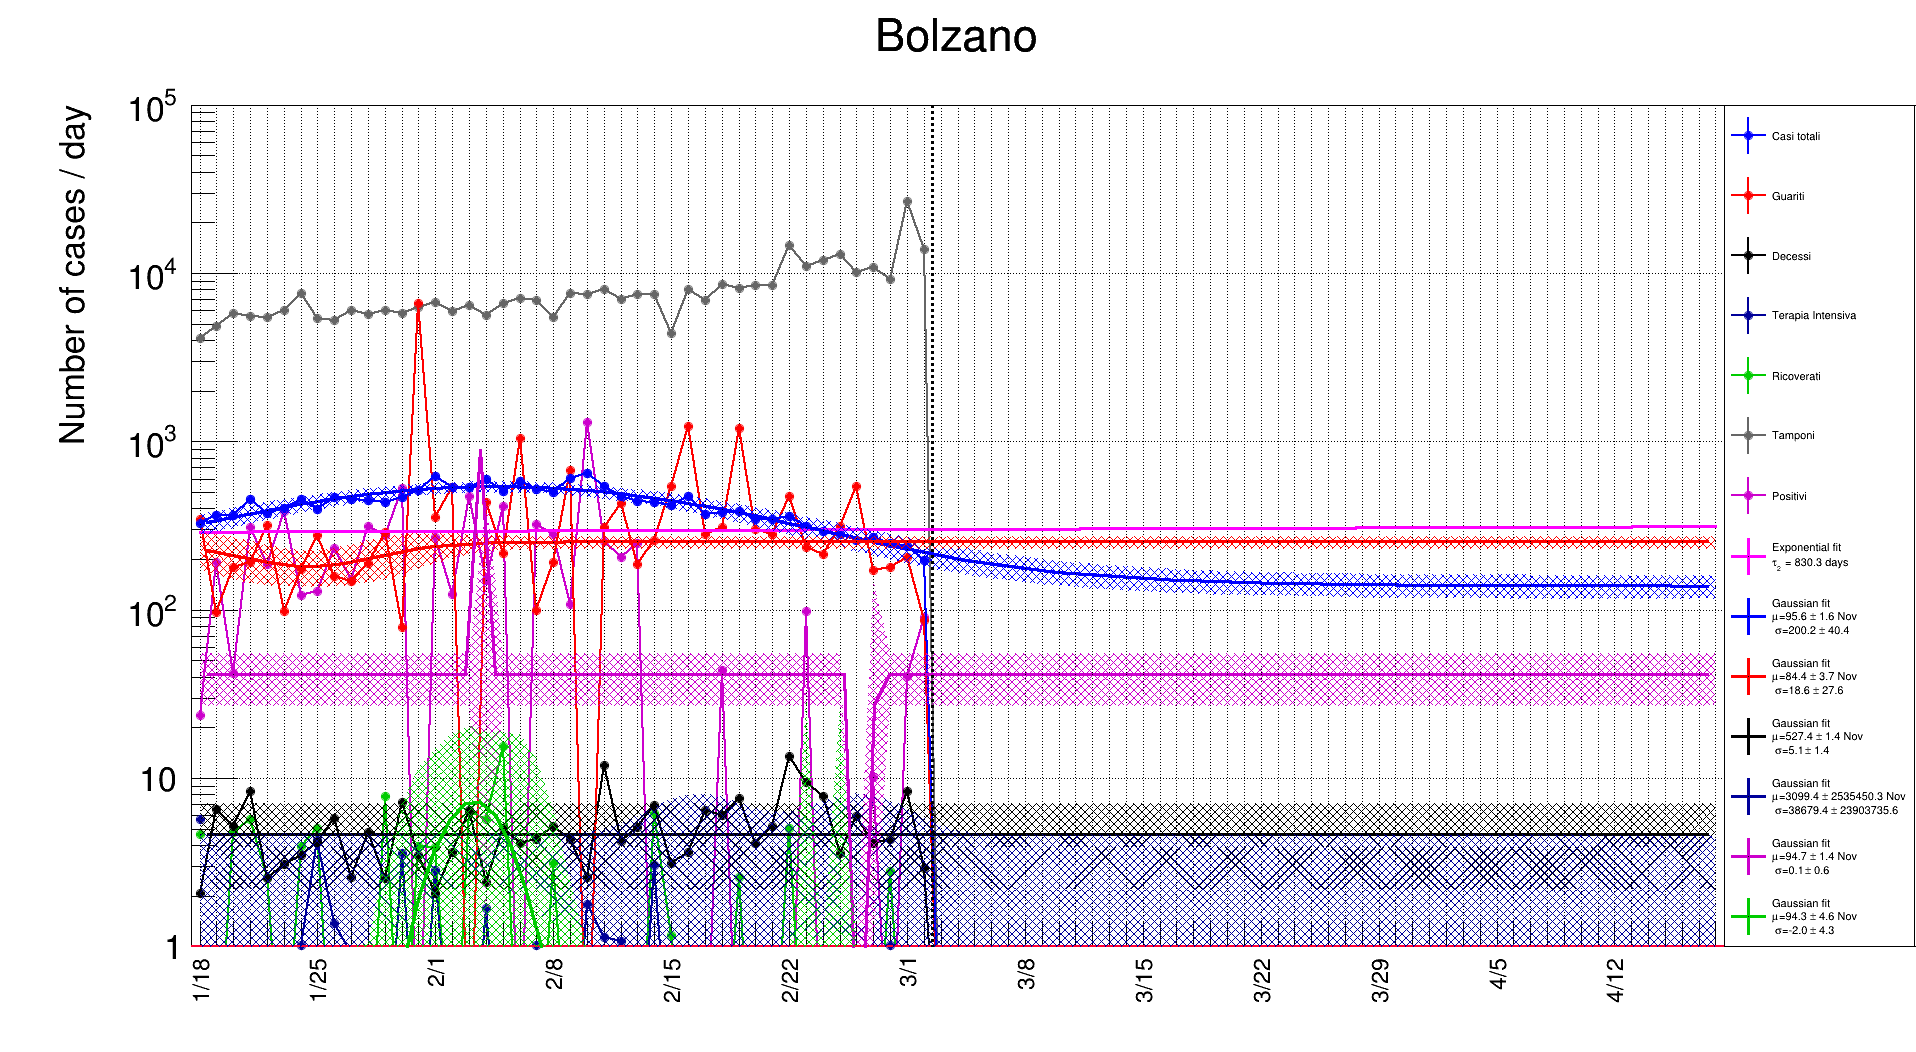 Bolzano
Number of cases / day
10^5
10^4
10^3
10^2
10
1
1/18
1/25
2/1
2/8
2/15
2/22
3/1
3/8
3/15
3/22
3/29
4/5
4/12
Casi totali
Guariti
Decessi
Terapia Intensiva
Ricoverati
Tamponi
Positivi
Exponential fit
τ₂ = 830.3 days
Gaussian fit
μ=95.6 ± 1.6 Nov
σ=200.2 ± 40.4
Gaussian fit
μ=84.4 ± 3.7 Nov
σ=18.6 ± 27.6
Gaussian fit
μ=527.4 ± 1.4 Nov
σ=5.1 ± 1.4
Gaussian fit
μ=3099.4 ± 2535450.3 Nov
σ=38679.4 ± 23903735.6
Gaussian fit
μ=94.7 ± 1.4 Nov
σ=0.1 ± 0.6
Gaussian fit
μ=94.3 ± 4.6 Nov
σ=-2.0 ± 4.3